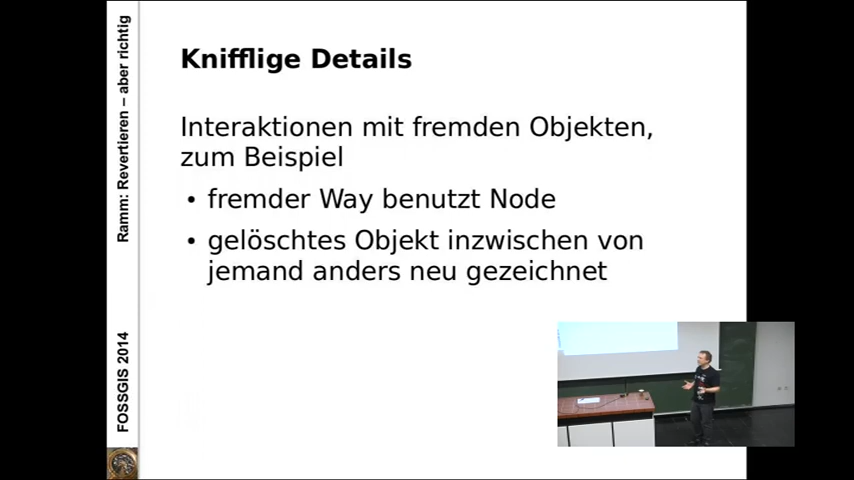 Knifflige Details
Interaktionen mit fremden Objekten,
zum Beispiel
• fremder Way benutzt Node
• gelöschtes Objekt inzwischen von
jemand anders neu gezeichnet
Ramm: Revertieren – aber richtig
FOSSGIS 2014